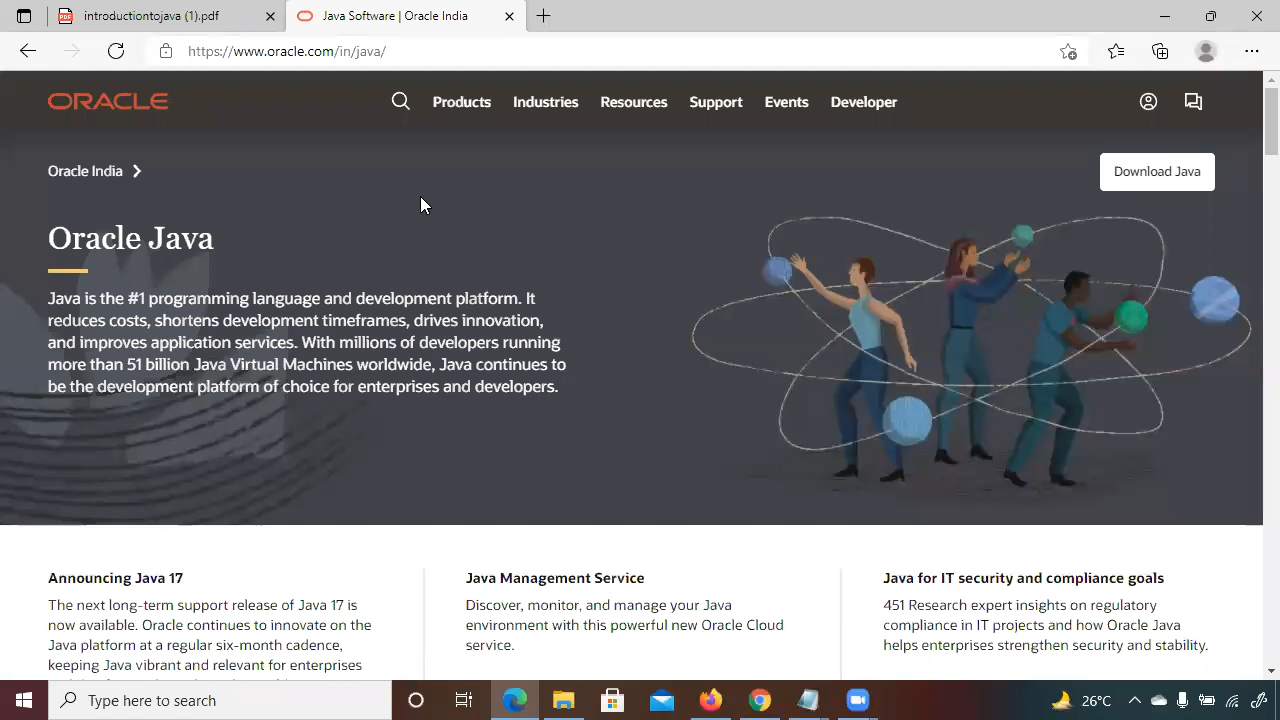 introductiontojava (1).pdf
Java Software | Oracle India
https://www.oracle.com/in/java/
ORACLE
Products
Industries
Resources
Support
Events
Developer
Oracle India
Download Java
Oracle Java
Java is the #1 programming language and development platform. It
reduces costs, shortens development timeframes, drives innovation,
and improves application services. With millions of developers running
more than 51 billion Java Virtual Machines worldwide, Java continues to
be the development platform of choice for enterprises and developers.
Announcing Java 17
The next long-term support release of Java 17 is
now available. Oracle continues to innovate on the
Java platform at a regular six-month cadence,
keeping Java vibrant and relevant for enterprises
Java Management Service
Discover, monitor, and manage your Java
environment with this powerful new Oracle Cloud
service.
Java for IT security and compliance goals
451 Research expert insights on regulatory
compliance in IT projects and how Oracle Java
helps enterprises strengthen security and stability.
Type here to search
26°C